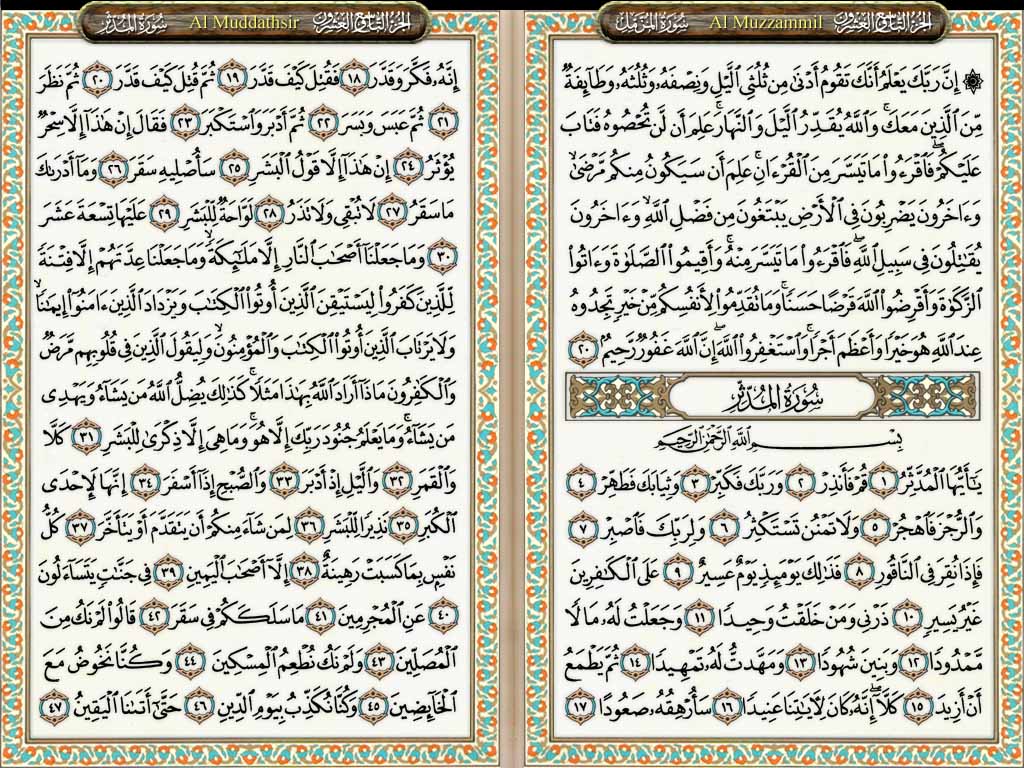 الجزء التاسع العشرون Al Muzzammil سورة المزمل
۞ إِنَّ رَبَّكَ يَعْلَمُ أَنَّكَ تَقُومُ أَدْنَىٰ مِن ثُلُثَيِ ٱلَّيْلِ وَنِصْفَهُۥ وَثُلُثَهُۥ وَطَآئِفَةٌ
مِّنَ ٱلَّذِينَ مَعَكَ ۚ وَٱللَّهُ يُقَدِّرُ ٱلَّيْلَ وَٱلنَّهَارَ ۚ عَلِمَ أَن لَّن تُحْصُوهُ فَتَابَ
عَلَيْكُمْ ۖ فَٱقْرَءُوا۟ مَا تَيَسَّرَ مِنَ ٱلْقُرْءَانِ ۚ عَلِمَ أَن سَيَكُونُ مِنكُم مَّرْضَىٰ ۙ
وَءَاخَرُونَ يَضْرِبُونَ فِى ٱلْأَرْضِ يَبْتَغُونَ مِن فَضْلِ ٱللَّهِ ۙ وَءَاخَرُونَ
يُقَٰتِلُونَ فِى سَبِيلِ ٱللَّهِ ۖ فَٱقْرَءُوا۟ مَا تَيَسَّرَ مِنْهُ ۚ وَأَقِيمُوا۟ ٱلصَّلَوٰةَ وَءَاتُوا۟
ٱلزَّكَوٰةَ وَأَقْرِضُوا۟ ٱللَّهَ قَرْضًا حَسَنًا ۚ وَمَا تُقَدِّمُوا۟ لِأَنفُسِكُم مِّنْ خَيْرٍ تَجِدُوهُ
عِندَ ٱللَّهِ هُوَ خَيْرًا وَأَعْظَمَ أَجْرًا ۚ وَٱسْتَغْفِرُوا۟ ٱللَّهَ ۖ إِنَّ ٱللَّهَ غَفُورٌ رَّحِيمٌۢ ٢٠
سُورَةُ المُدَّثِّرِ
بِسْمِ ٱللَّهِ ٱلرَّحْمَٰنِ ٱلرَّحِيمِ
يَٰٓأَيُّهَا ٱلْمُدَّثِّرُ ١ قُمْ فَأَنذِرْ ٢ وَرَبَّكَ فَكَبِّرْ ٣ وَثِيَابَكَ فَطَهِّرْ ٤
وَٱلرُّجْزَ فَٱهْجُرْ ٥ وَلَا تَمْنُن تَسْتَكْثِرُ ٦ وَلِرَبِّكَ فَٱصْبِرْ ٧
فَإِذَا نُقِرَ فِى ٱلنَّاقُورِ ٨ فَذَٰلِكَ يَوْمَئِذٍ يَوْمٌ عَسِيرٌ ٩ عَلَى ٱلْكَٰفِرِينَ
غَيْرُ يَسِيرٍ ١٠ ذَرْنِى وَمَنْ خَلَقْتُ وَحِيدًا ١١ وَجَعَلْتُ لَهُۥ مَالًا
مَّمْدُودًا ١٢ وَبَنِينَ شُهُودًا ١٣ وَمَهَّدتُّ لَهُۥ تَمْهِيدًا ١٤ ثُمَّ يَطْمَعُ
أَنْ أَزِيدَ ١٥ كَلَّآ ۖ إِنَّهُۥ كَانَ لِءَايَٰتِنَا عَنِيدًا ١٦ سَأُرْهِقُهُۥ صَعُودًا ١٧
الجزء التاسع العشرون Al Muddathsir سورة المدثر
إِنَّهُۥ فَكَّرَ وَقَدَّرَ ١٨ فَقُتِلَ كَيْفَ قَدَّرَ ١٩ ثُمَّ قُتِلَ كَيْفَ قَدَّرَ ٢٠ ثُمَّ نَظَرَ
٢١ ثُمَّ عَبَسَ وَبَسَرَ ٢٢ ثُمَّ أَدْبَرَ وَٱسْتَكْبَرَ ٢٣ فَقَالَ إِنْ هَٰذَآ إِلَّا سِحْرٌ
يُؤْثَرُ ٢٤ إِنْ هَٰذَآ إِلَّا قَوْلُ ٱلْبَشَرِ ٢٥ سَأُصْلِيهِ سَقَرَ ٢٦ وَمَآ أَدْرَىٰكَ
مَا سَقَرُ ٢٧ لَا تُبْقِى وَلَا تَذَرُ ٢٨ لَوَّاحَةٌ لِّلْبَشَرِ ٢٩ عَلَيْهَا تِسْعَةَ عَشَرَ
٣٠ وَمَا جَعَلْنَآ أَصْحَٰبَ ٱلنَّارِ إِلَّا مَلَٰٓئِكَةً ۙ وَمَا جَعَلْنَا عِدَّتَهُمْ إِلَّا فِتْنَةً
لِّلَّذِينَ كَفَرُوا۟ لِيَسْتَيْقِنَ ٱلَّذِينَ أُوتُوا۟ ٱلْكِتَٰبَ وَيَزْدَادَ ٱلَّذِينَ ءَامَنُوٓا۟ إِيمَٰنًا ۙ
وَلَا يَرْتَابَ ٱلَّذِينَ أُوتُوا۟ ٱلْكِتَٰبَ وَٱلْمُؤْمِنُونَ ۙ وَلِيَقُولَ ٱلَّذِينَ فِى قُلُوبِهِم مَّرَضٌ
وَٱلْكَٰفِرُونَ مَاذَآ أَرَادَ ٱللَّهُ بِهَٰذَا مَثَلًا ۚ كَذَٰلِكَ يُضِلُّ ٱللَّهُ مَن يَشَآءُ وَيَهْدِى
مَن يَشَآءُ ۚ وَمَا يَعْلَمُ جُنُودَ رَبِّكَ إِلَّا هُوَ ۚ وَمَا هِىَ إِلَّا ذِكْرَىٰ لِلْبَشَرِ ٣١ كَلَّا
وَٱلْقَمَرِ ٣٢ وَٱلَّيْلِ إِذْ أَدْبَرَ ٣٣ وَٱلصُّبْحِ إِذَآ أَسْفَرَ ٣٤ إِنَّهَا لَإِحْدَى
ٱلْكُبَرِ ٣٥ نَذِيرًا لِّلْبَشَرِ ٣٦ لِمَن شَآءَ مِنكُمْ أَن يَتَقَدَّمَ أَوْ يَتَأَخَّرَ ٣٧ كُلُّ
نَفْسٍۭ بِمَا كَسَبَتْ رَهِينَةٌ ٣٨ إِلَّآ أَصْحَٰبَ ٱلْيَمِينِ ٣٩ فِى جَنَّٰتٍ يَتَسَآءَلُونَ
٤٠ عَنِ ٱلْمُجْرِمِينَ ٤١ مَا سَلَكَكُمْ فِى سَقَرَ ٤٢ قَالُوا۟ لَمْ نَكُ مِنَ
ٱلْمُصَلِّينَ ٤٣ وَلَمْ نَكُ نُطْعِمُ ٱلْمِسْكِينَ ٤٤ وَكُنَّا نَخُوضُ مَعَ
ٱلْخَآئِضِينَ ٤٥ وَكُنَّا نُكَذِّبُ بِيَوْمِ ٱلدِّينِ ٤٦ حَتَّىٰٓ أَتَىٰنَا ٱلْيَقِينُ ٤٧